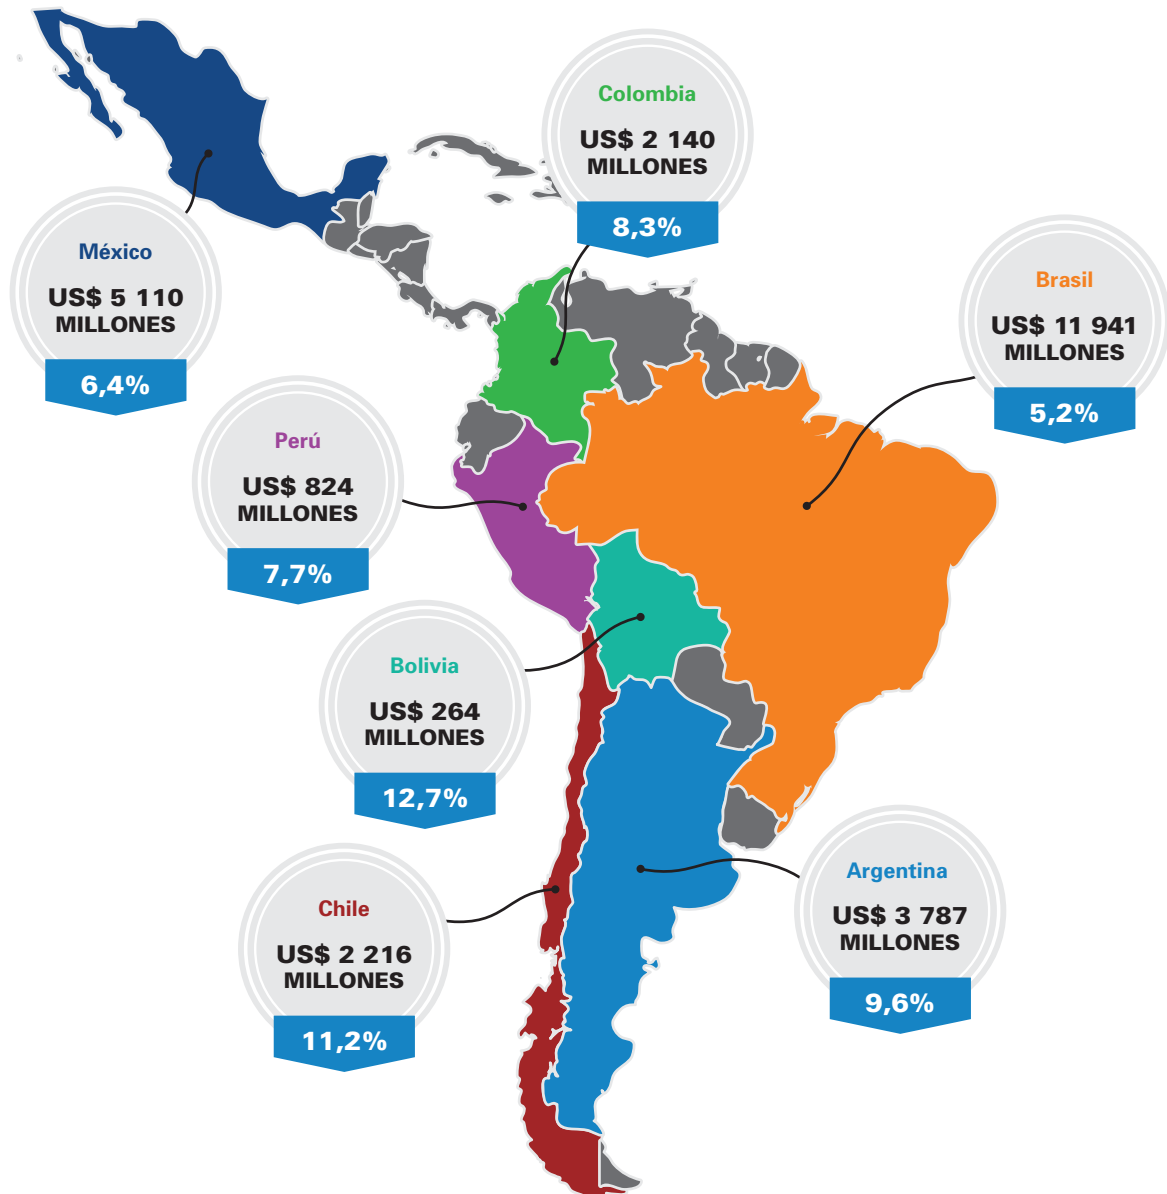 Colombia
US$ 2 140
MILLONES
8,3%
México
US$ 5 110
MILLONES
6,4%
Brasil
US$ 11 941
MILLONES
5,2%
Perú
US$ 824
MILLONES
7,7%
Bolivia
US$ 264
MILLONES
12,7%
Argentina
US$ 3 787
MILLONES
9,6%
Chile
US$ 2 216
MILLONES
11,2%